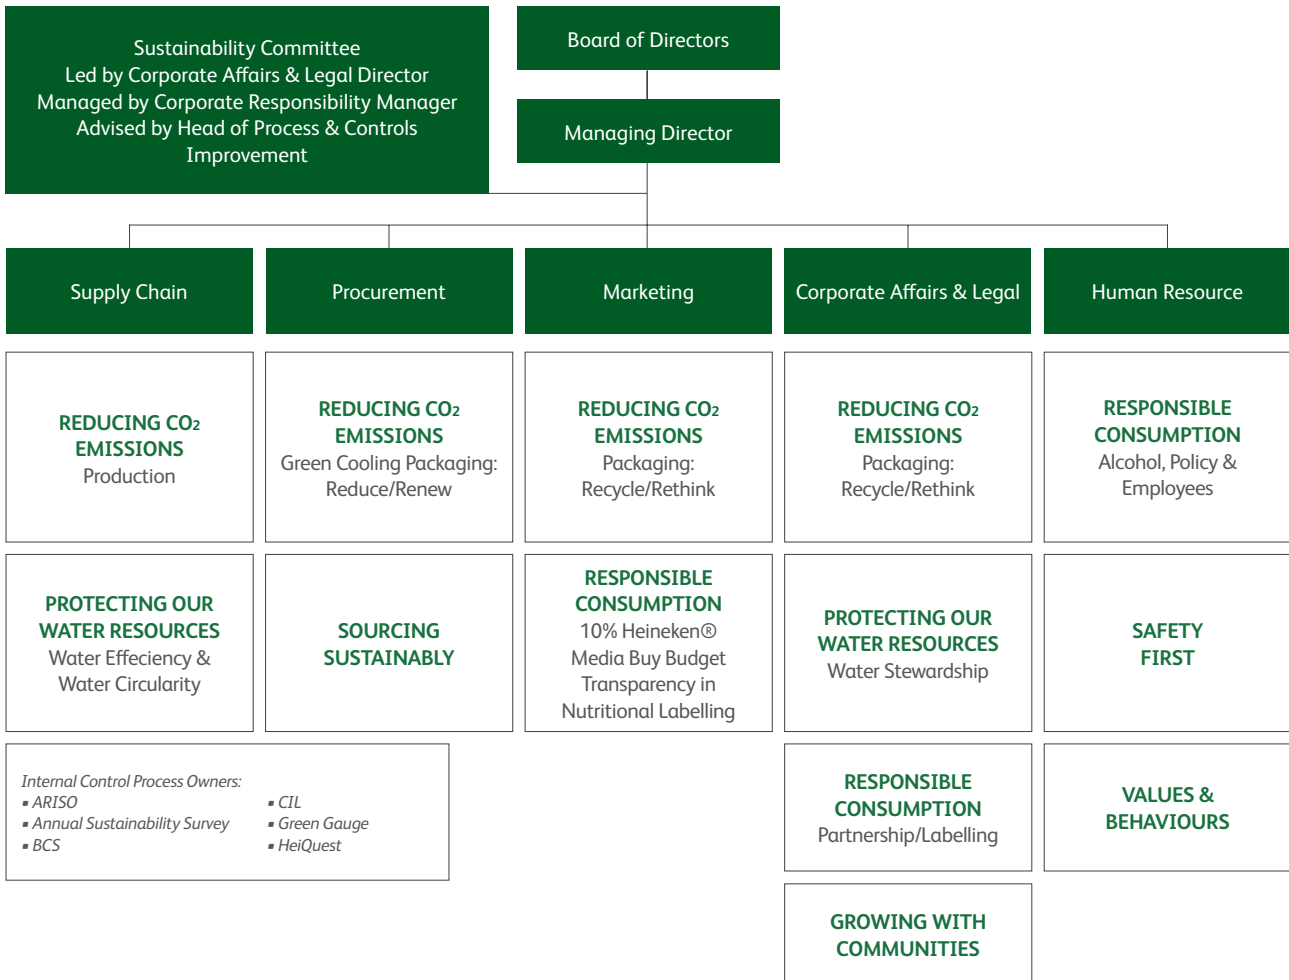 Sustainability Committee
Led by Corporate Affairs & Legal Director
Managed by Corporate Responsibility Manager
Advised by Head of Process & Controls
Improvement
Board of Directors
Managing Director
Supply Chain
Procurement
Marketing
Corporate Affairs & Legal
Human Resource
REDUCING CO₂
EMISSIONS
Production
REDUCING CO₂
EMISSIONS
Green Cooling Packaging:
Reduce/Renew
REDUCING CO₂
EMISSIONS
Packaging:
Recycle/Rethink
REDUCING CO₂
EMISSIONS
Packaging:
Recycle/Rethink
RESPONSIBLE
CONSUMPTION
Alcohol, Policy &
Employees
PROTECTING OUR
WATER RESOURCES
Water Effeciency &
Water Circularity
SOURCING
SUSTAINABLY
RESPONSIBLE
CONSUMPTION
10% Heineken®
Media Buy Budget
Transparency in
Nutritional Labelling
PROTECTING OUR
WATER RESOURCES
Water Stewardship
SAFETY
FIRST
Internal Control Process Owners:
▪ ARISO
▪ Annual Sustainability Survey
▪ BCS
▪ CIL
▪ Green Gauge
▪ HeiQuest
RESPONSIBLE
CONSUMPTION
Partnership/Labelling
VALUES &
BEHAVIOURS
GROWING WITH
COMMUNITIES